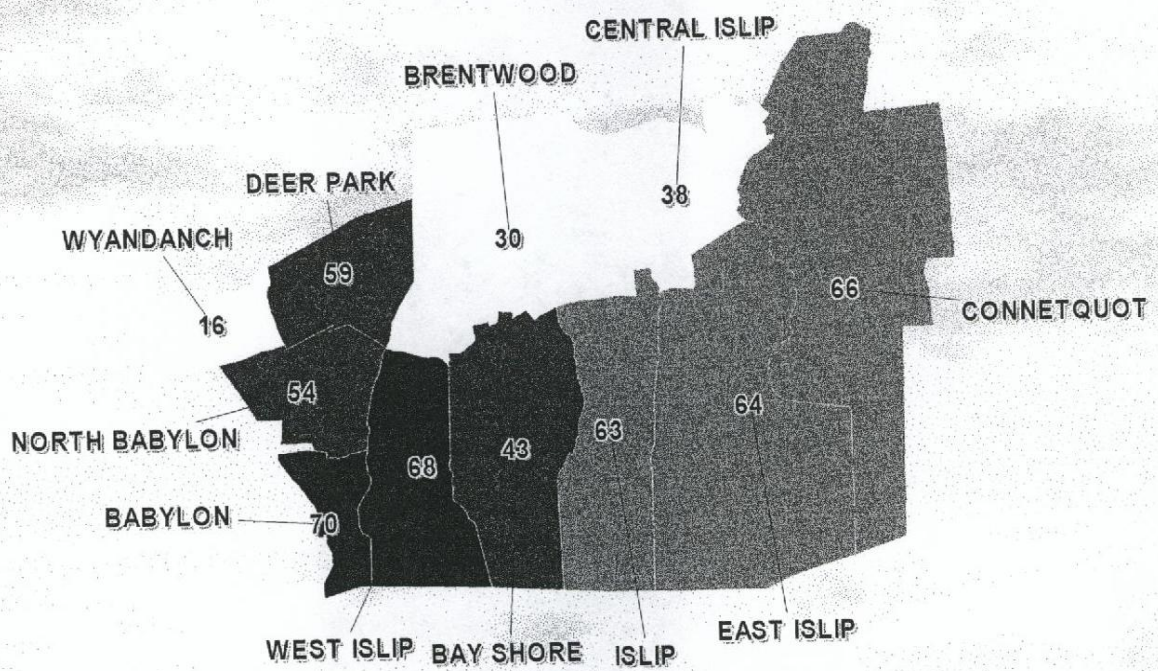 CENTRAL ISLIP
BRENTWOOD
DEER PARK
38
WYANDANCH
30
59
66
CONNETQUOT
16
54
64
NORTH BABYLON
63
43
68
BABYLON
70
EAST ISLIP
WEST ISLIP
BAY SHORE
ISLIP